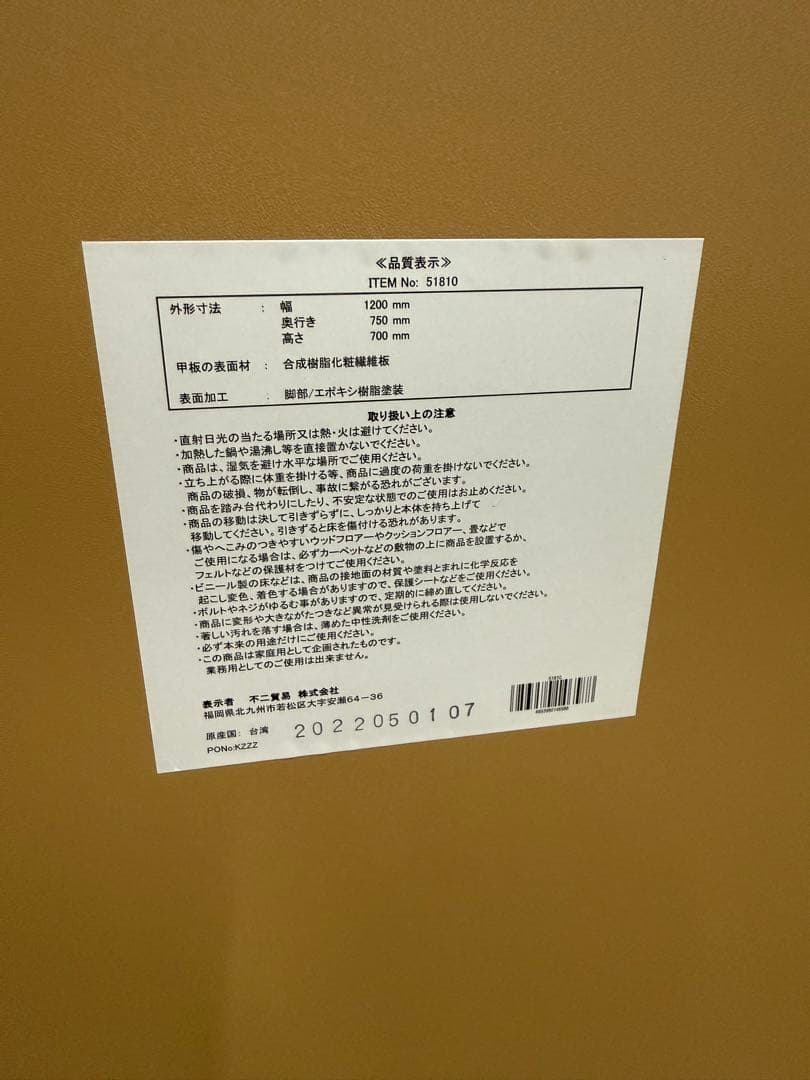 ≪品質表示≫
ITEM No: 51810
外形寸法 : 幅 1200 mm
奥行き 750 mm
高さ 700 mm
甲板の表面材 : 合成樹脂化粧繊維板
表面加工 : 脚部/エポキシ樹脂塗装
取り扱い上の注意
・直射日光の当たる場所又は熱・火は避けてください。
・加熱した鍋や湯沸し等を直接置かないでください。
・商品は、湿気を避け水平な場所でご使用ください。
・立ち上がる際に体重を掛ける等、商品に過度の荷重を掛けないでください。
商品の破損、物が転倒し、事故に繋がる恐れがございます。
・商品を踏み台代わりにしたり、不安定な状態でのご使用はお止めください。
・商品の移動は決して引きずらずに、しっかりと本体を持ち上げて
移動してください。引きずると床を傷付ける恐れがあります。
・傷やへこみのつきやすいウッドフロアーやクッションフロアー、畳などで
ご使用になる場合は、必ずカーペットなどの敷物の上に商品を設置するか、
フェルトなどの保護材をつけてご使用ください。
・ビニール製の床などは、商品の接地面の材質や塗料とまれに化学反応を
起こし変色、着色する場合がありますので、保護シートなどをご使用ください。
・ボルトやネジがゆるむ事がありますので、定期的に締め直してください。
・商品に変形や大きながたつきなど異常が見受けられる際は使用しないでください。
・著しい汚れを落す場合は、薄めた中性洗剤をご使用ください。
・必ず本来の用途だけにご使用ください。
・この商品は家庭用として企画されたものです。
業務用としてのご使用は出来ません。
表示者 不二貿易 株式会社
福岡県北九州市若松区大字安瀬64-36
原産国: 台湾 20220501 07
PONo:KZZZ
51810